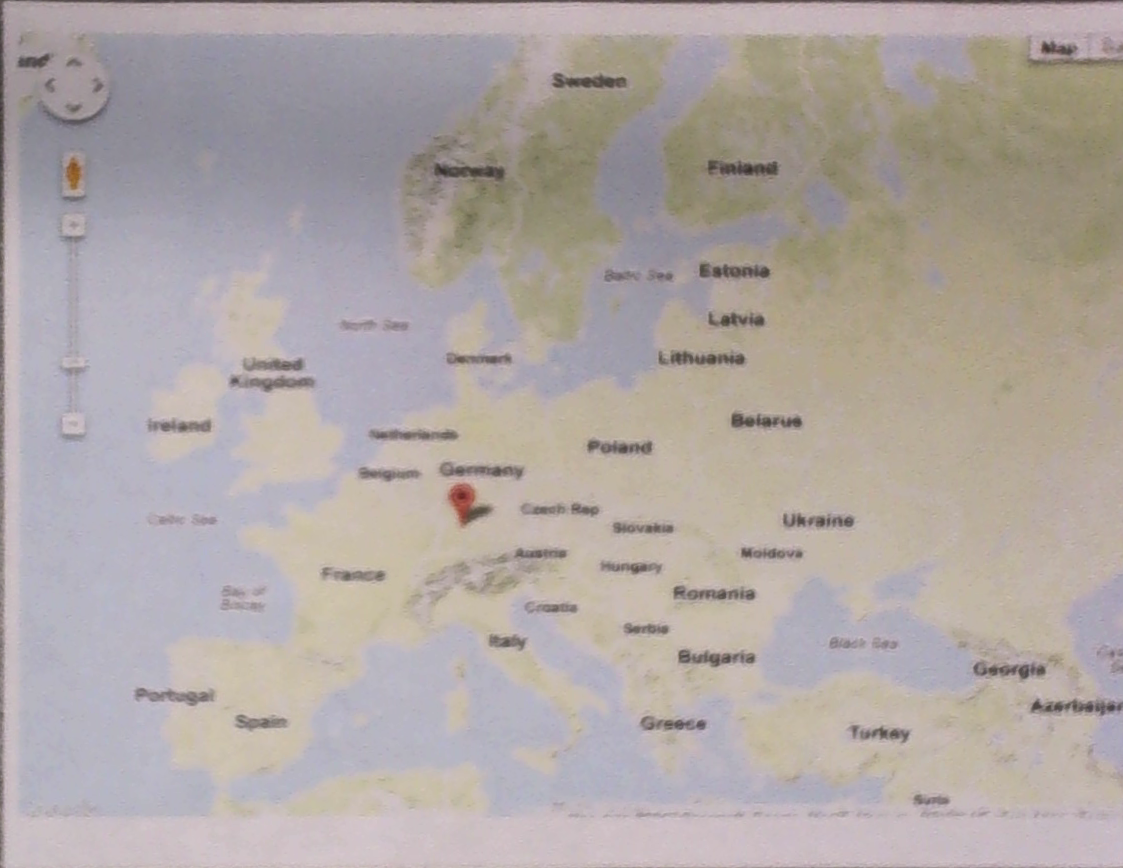 Map
Sweden
Norway
Finland
Baltic Sea
Estonia
Latvia
North Sea
Lithuania
Denmark
United
Kingdom
Belarus
Ireland
Netherlands
Poland
Belgium
Germany
Czech Rep
Celtic Sea
Slovakia
Ukraine
Austria
Moldova
Hungary
France
Bay of
Biscay
Romania
Croatia
Serbia
Italy
Bulgaria
Black Sea
Georgia
Portugal
Azerbaijan
Spain
Greece
Turkey
Syria